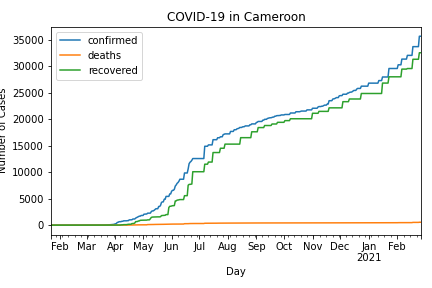 COVID-19 in Cameroon
confirmed
deaths
recovered
35000
30000
25000
20000
15000
10000
5000
0
Number of Cases
Feb Mar Apr May Jun Jul Aug Sep Oct Nov Dec Jan Feb
2021
Day